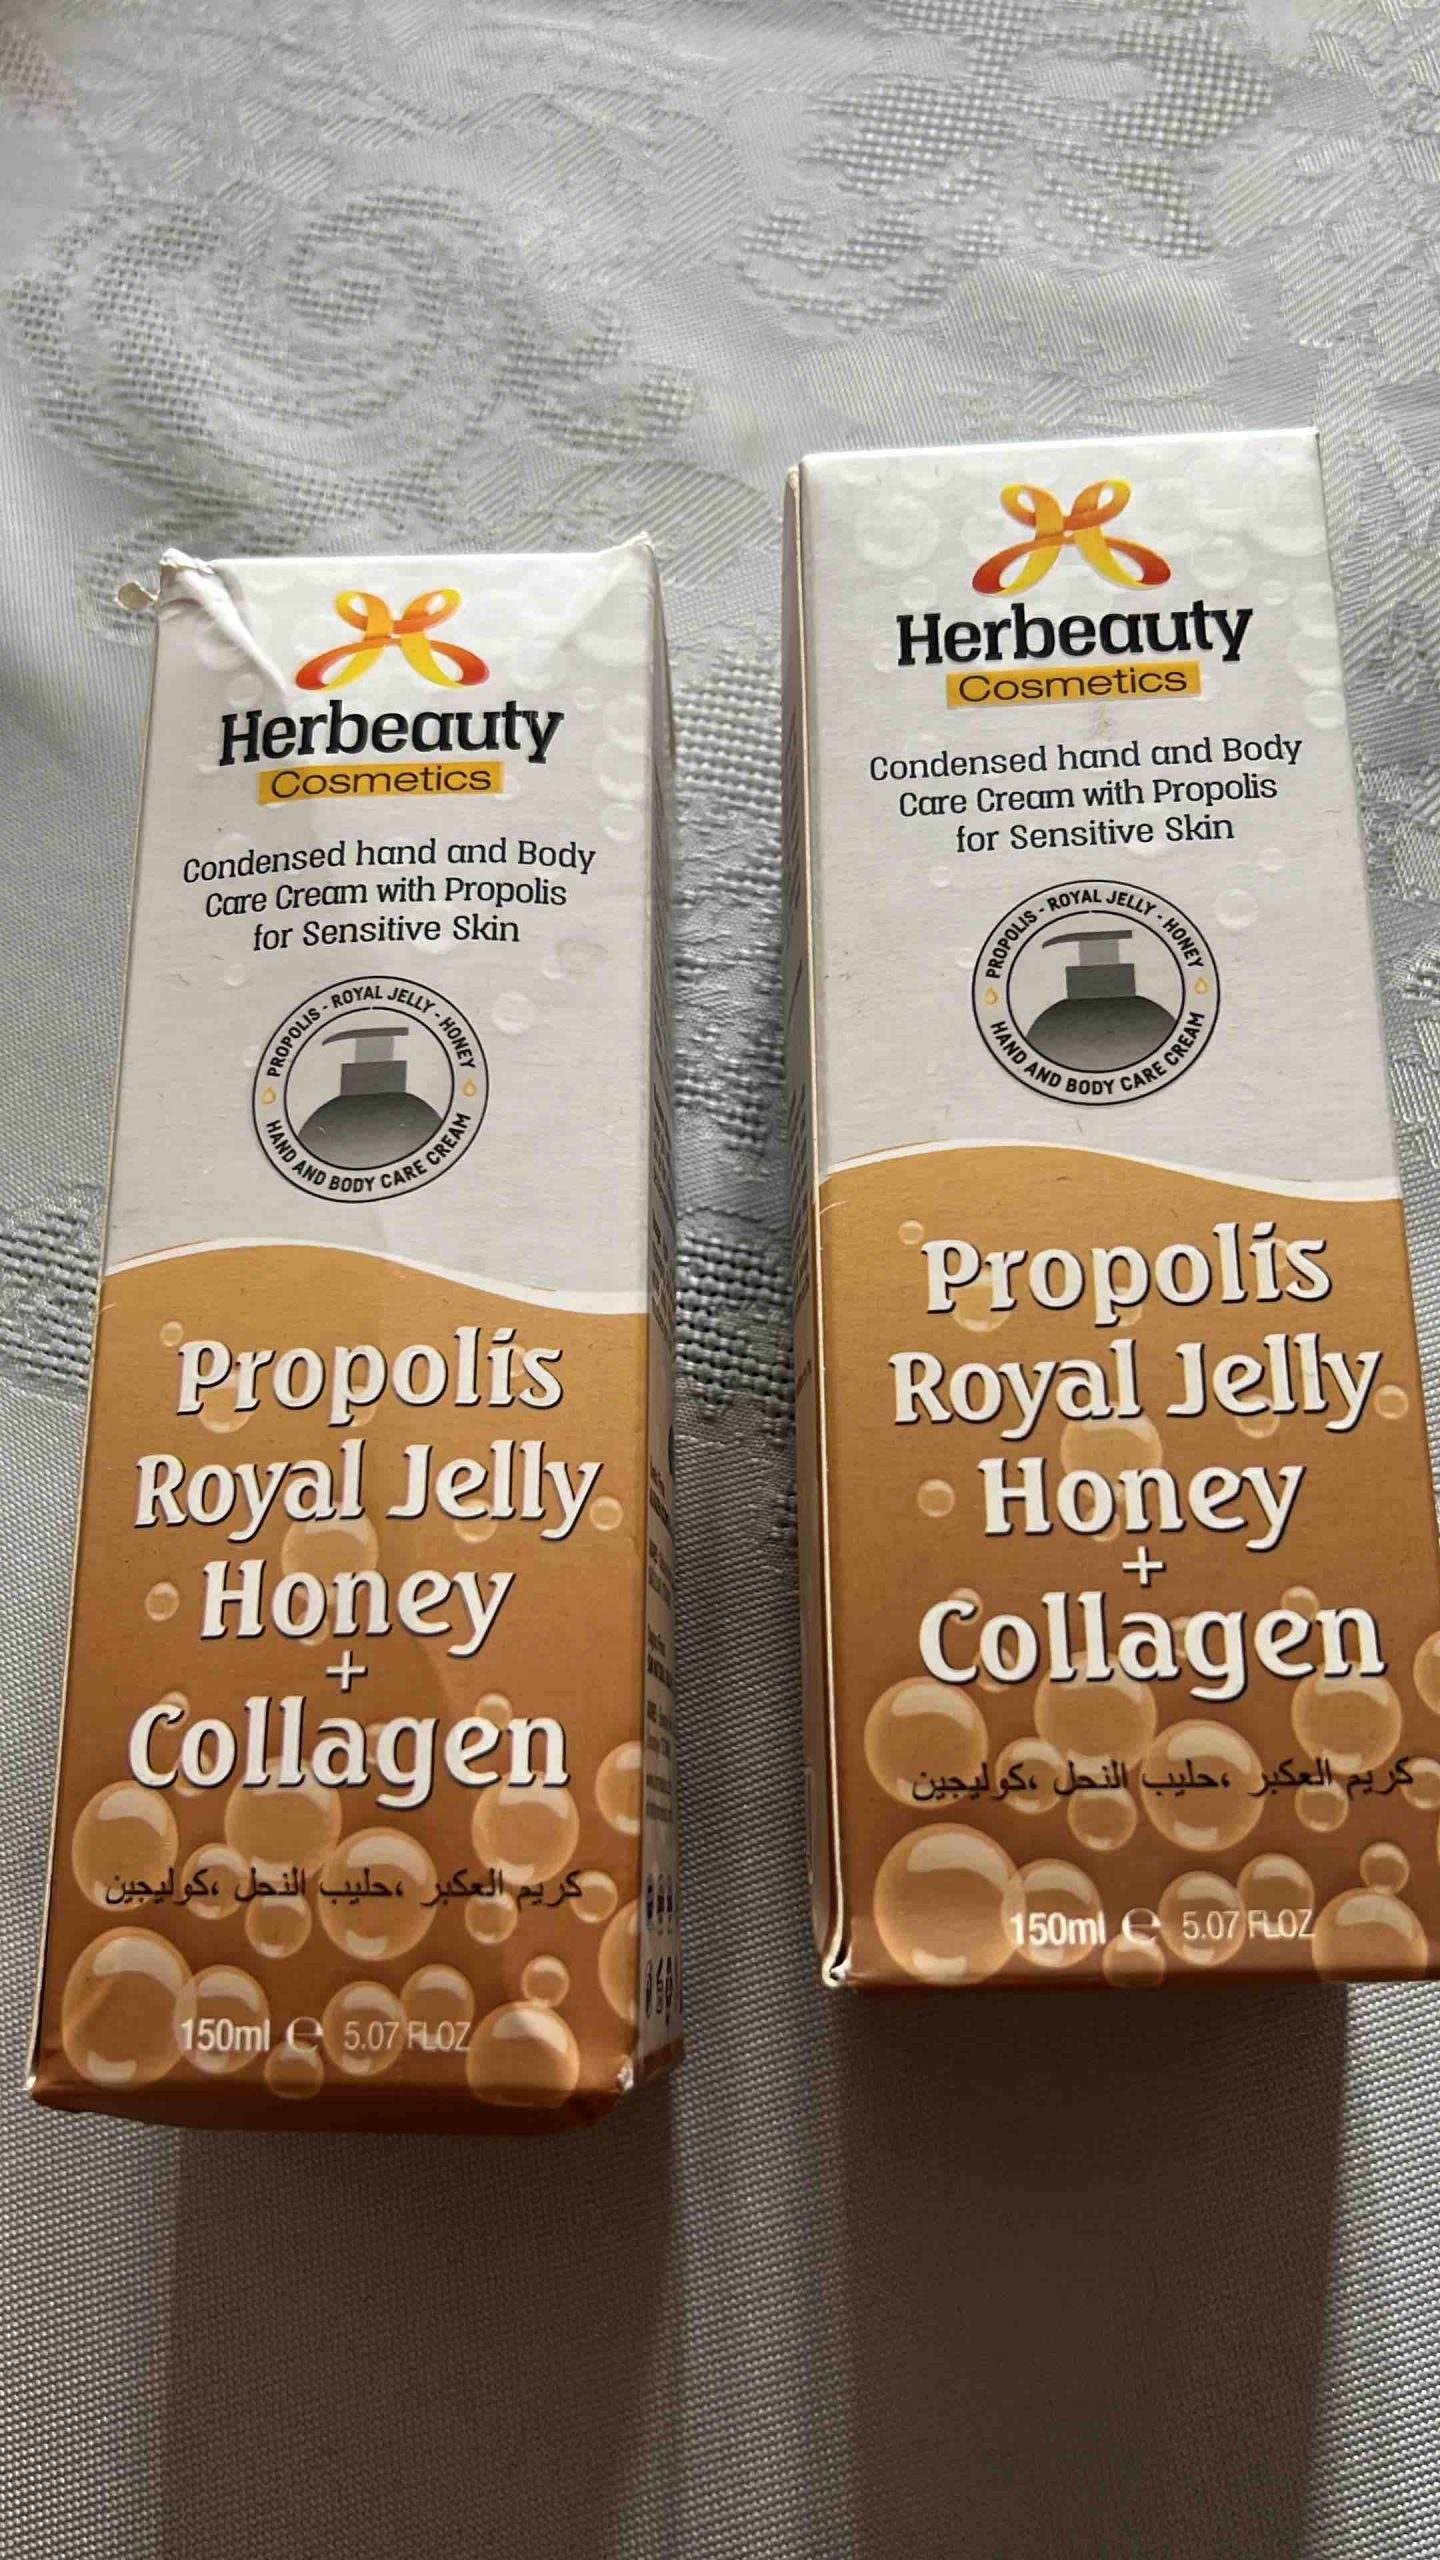 Herbeauty
Cosmetics
Condensed hand and Body
Care Cream with Propolis
for Sensitive Skin
PROPOLIS - ROYAL JELLY - HONEY
HAND AND BODY CARE CREAM
Propolis
Royal Jelly
Honey
+
Collagen
كريم العكبر ،حليب النحل ،كوليجين
150ml e 5.07 FLOZ
Herbeauty
Cosmetics
Condensed hand and Body
Care Cream with Propolis
for Sensitive Skin
PROPOLIS - ROYAL JELLY - HONEY
HAND AND BODY CARE CREAM
Propolis
Royal Jelly
Honey
+
Collagen
كريم العكبر ،حليب النحل ،كوليجين
150ml e 5.07 FLOZ